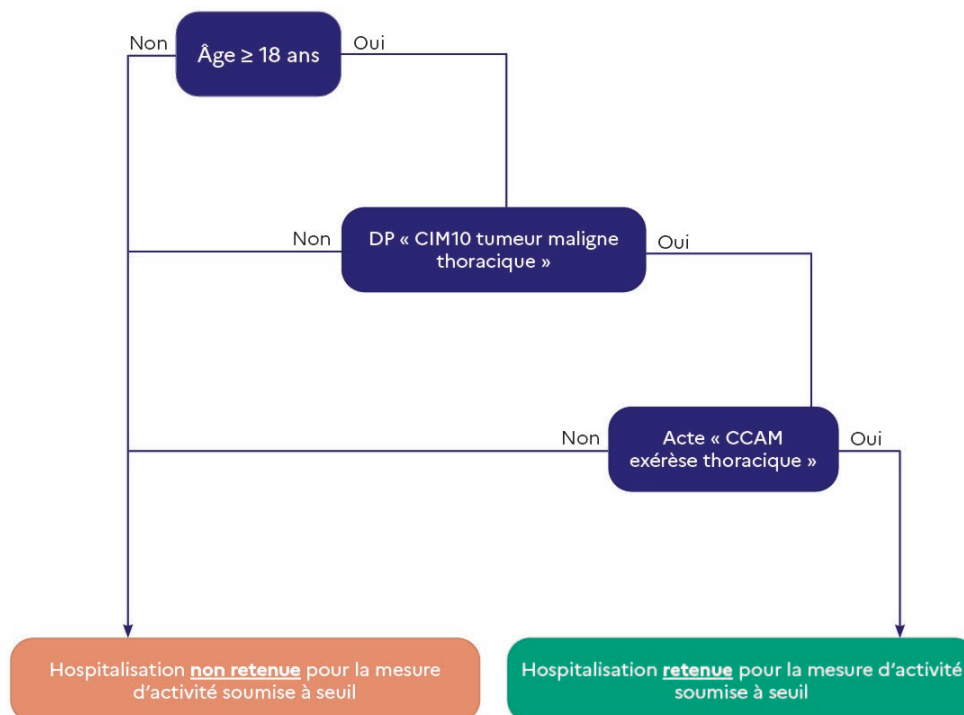 Non
Âge ≥ 18 ans
Oui
Non
DP « CIM10 tumeur maligne
thoracique »
Oui
Non
Acte « CCAM
exérèse thoracique »
Oui
Hospitalisation non retenue pour la mesure
d’activité soumise à seuil
Hospitalisation retenue pour la mesure d’activité
soumise à seuil